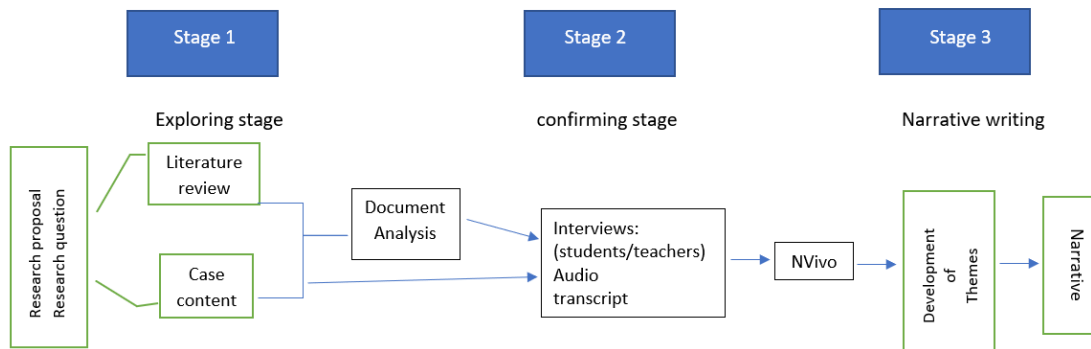 Stage 1
Stage 2
Stage 3
Exploring stage
confirming stage
Narrative writing
Research proposal
Research question
Literature
review
Case
content
Document
Analysis
Interviews:
(students/teachers)
Audio
transcript
NVivo
Development
of
Themes
Narrative